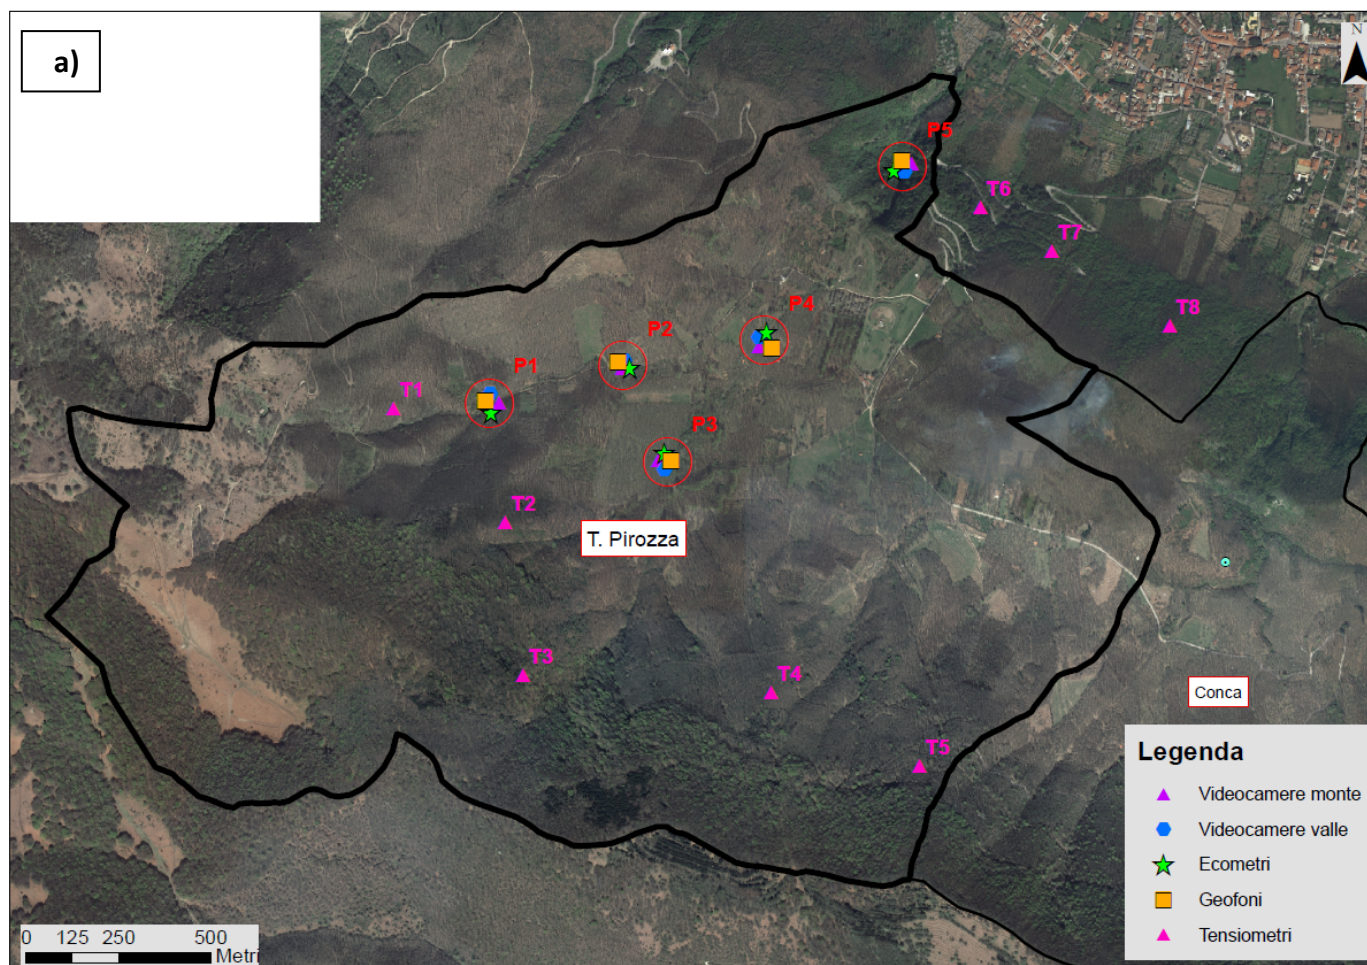 a)
N
P5
T6
T7
T8
P4
P2
P1
T1
P3
T2
T. Pirozza
T3
T4
T5
Conca
Legenda
Videocamere monte
Videocamere valle
Ecometri
Geofoni
Tensiometri
0 125 250 500
Metri